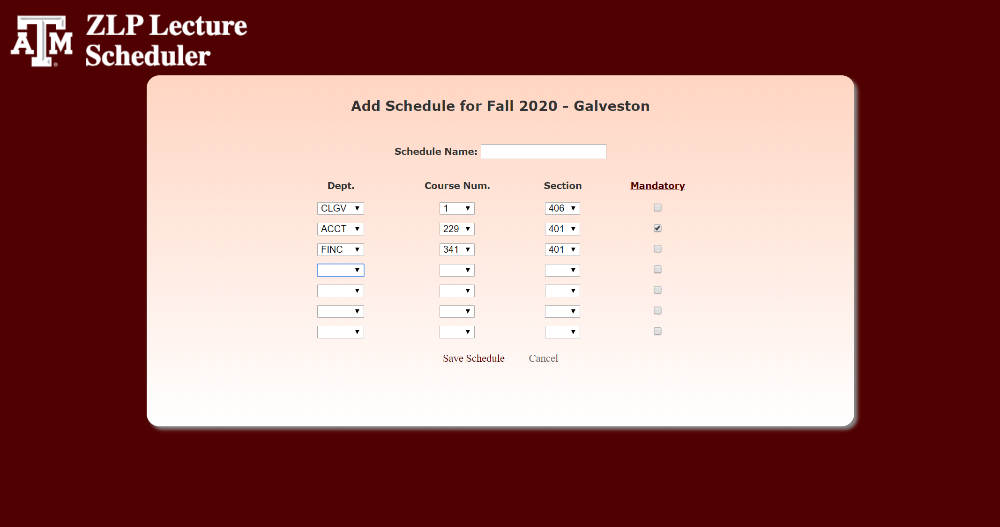 ATM ®
ZLP Lecture
Scheduler
Add Schedule for Fall 2020 - Galveston
Schedule Name:
Dept. Course Num. Section Mandatory
CLGV 1 406
ACCT 229 401
FINC 341 401
Save Schedule Cancel